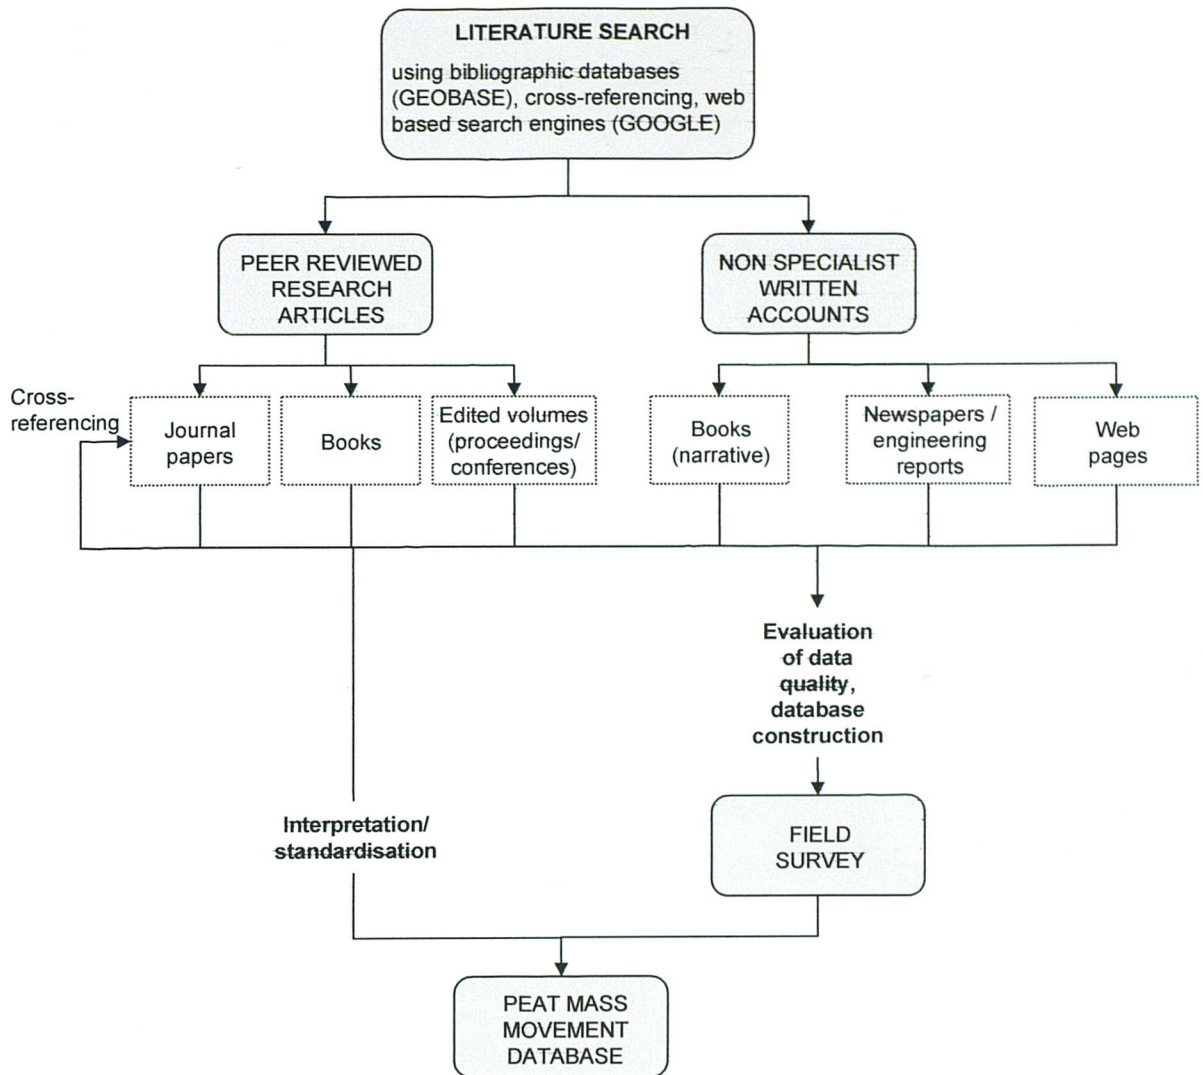 LITERATURE SEARCH
using bibliographic databases
(GEOBASE), cross-referencing, web
based search engines (GOOGLE)
PEER REVIEWED
RESEARCH
ARTICLES
NON SPECIALIST
WRITTEN
ACCOUNTS
Cross-
referencing
Journal
papers
Books
Edited volumes
(proceedings/
conferences)
Books
(narrative)
Newspapers /
engineering
reports
Web
pages
Evaluation
of data
quality,
database
construction
Interpretation/
standardisation
FIELD
SURVEY
PEAT MASS
MOVEMENT
DATABASE